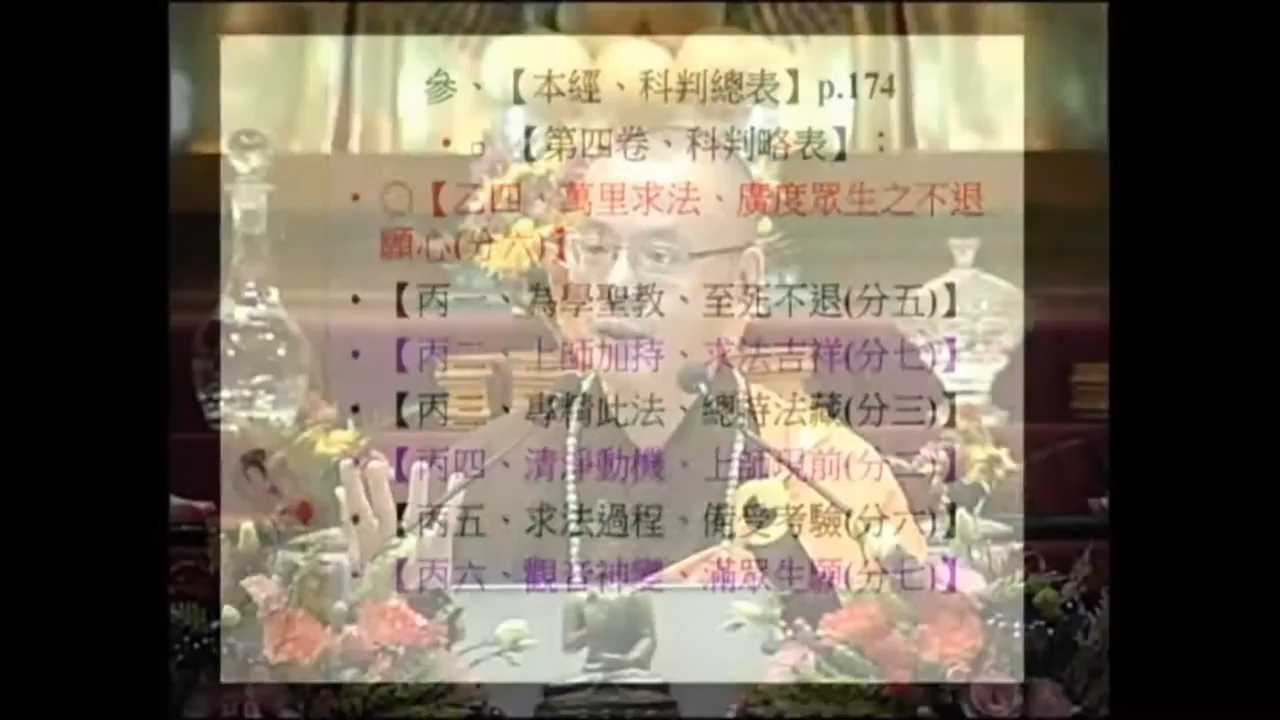 參、【本經、科判總表】p.174
• □ 【第四卷、科判略表】：
• ○【乙四、萬里求法、廣度眾生之不退
願心(分六)】
• 【丙一、為學聖教、至死不退(分五)】
• 【丙二、上師加持、求法吉祥(分七)】
• 【丙三、專精此法、總持法藏(分三)】
• 【丙四、清淨動機、上師現前(分二)】
• 【丙五、求法過程、備受考驗(分六)】
• 【丙六、觀音神變、滿眾生願(分七)】